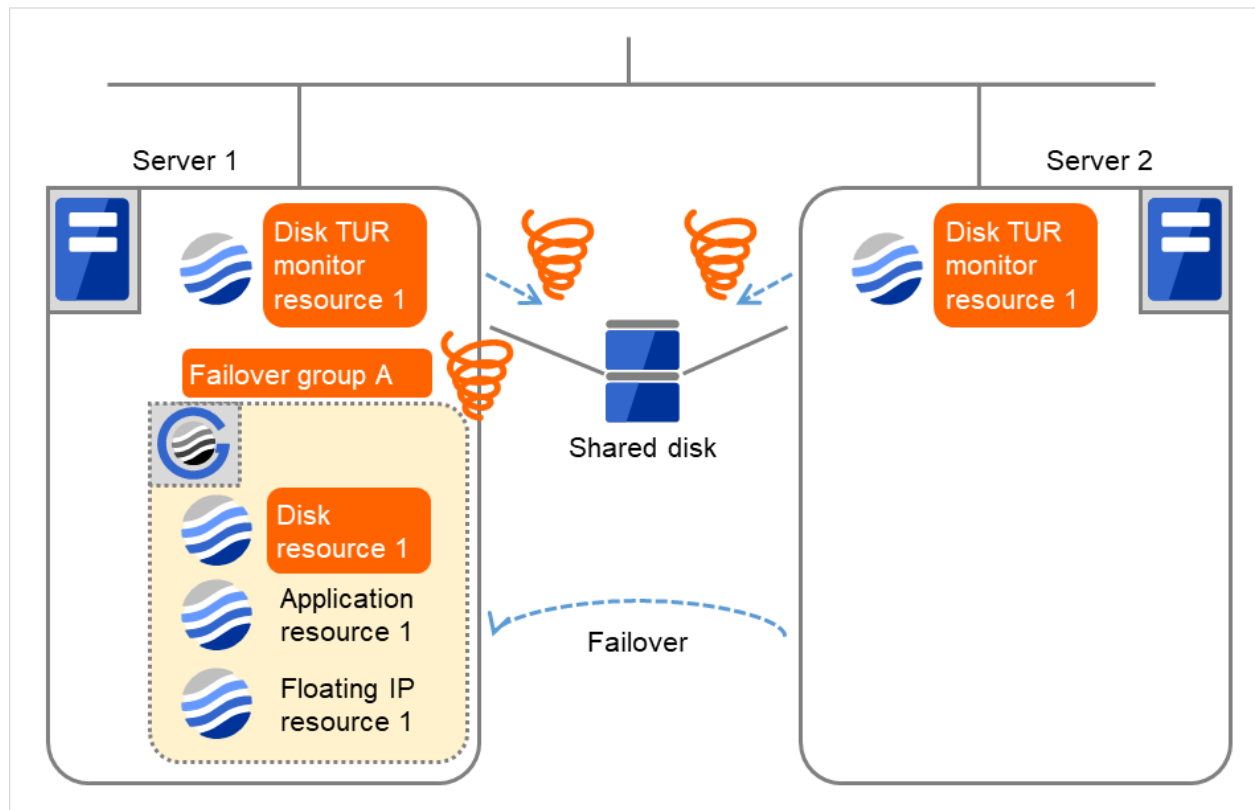 Server 1
Server 2
Disk TUR
monitor
resource 1
Disk TUR
monitor
resource 1
Failover group A
Shared disk
Disk
resource 1
Application
resource 1
Failover
Floating IP
resource 1